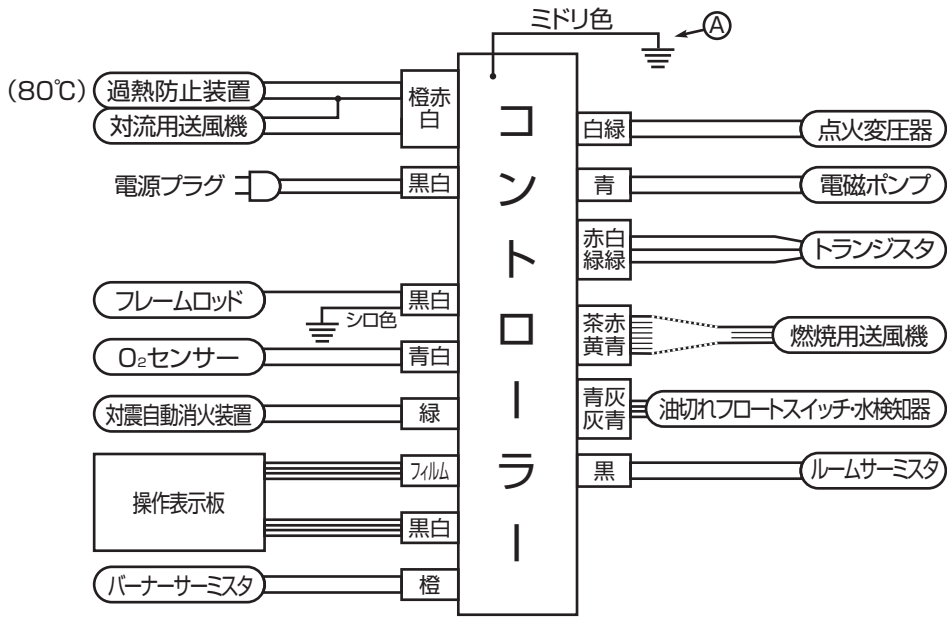 ミドリ色
Ⓐ
(80℃)
過熱防止装置
対流用送風機
橙赤
白
電源プラグ
黒白
フレームロッド
黒白
シロ色
O₂センサー
青白
対震自動消火装置
緑
操作表示板
フィルム
黒白
バーナーサーミスタ
橙
コントローラー
白緑
点火変圧器
青
電磁ポンプ
赤白
緑緑
トランジスタ
茶赤
黄青
燃焼用送風機
青灰
灰青
油切れフロートスイッチ・水検知器
黒
ルームサーミスタ